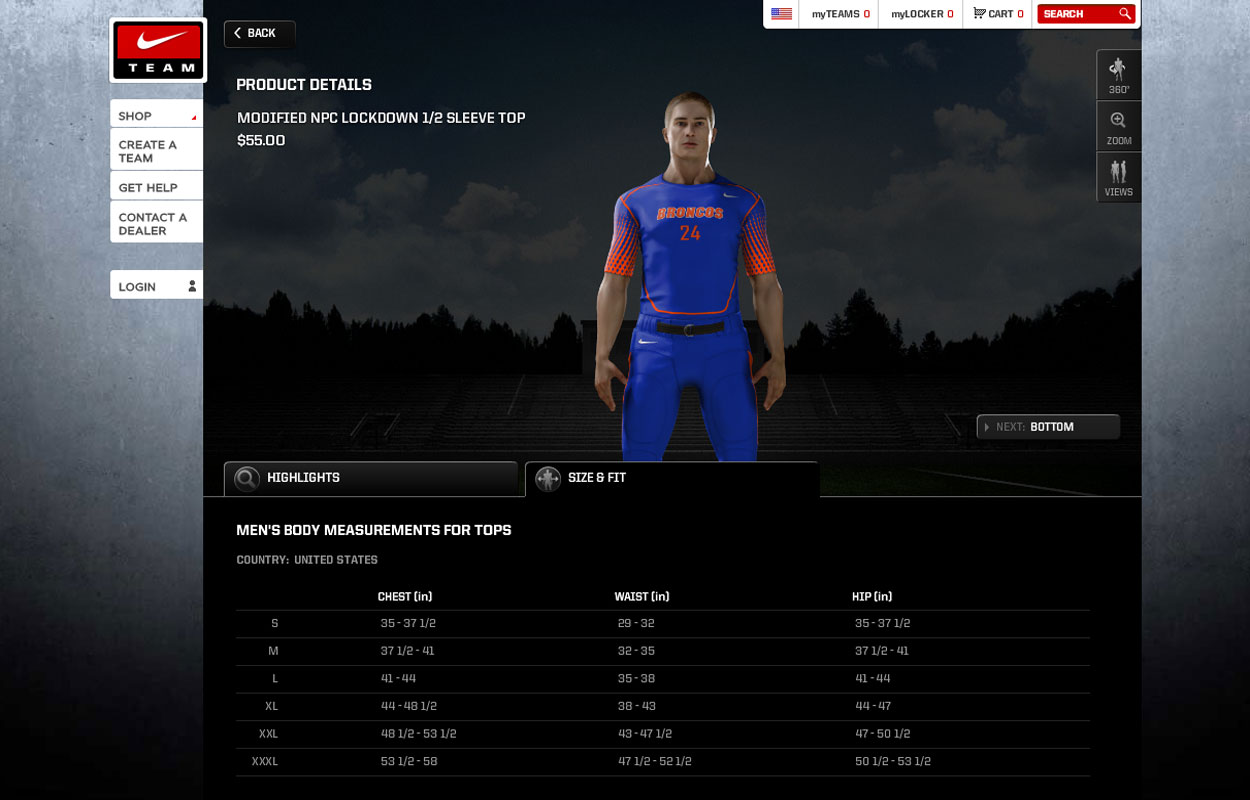 myTEAMS 0
myLOCKER 0
CART 0
SEARCH
TEAM
BACK
SHOP
CREATE A
TEAM
GET HELP
CONTACT A
DEALER
LOGIN
PRODUCT DETAILS
MODIFIED NPC LOCKDOWN 1/2 SLEEVE TOP
$55.00
360°
ZOOM
VIEWS
BRONCOS
24
NEXT: BOTTOM
HIGHLIGHTS
SIZE & FIT
MEN'S BODY MEASUREMENTS FOR TOPS
COUNTRY: UNITED STATES
CHEST (in) WAIST (in) HIP (in)
S 35 - 37 1/2 29 - 32 35 - 37 1/2
M 37 1/2 - 41 32 - 35 37 1/2 - 41
L 41 - 44 35 - 38 41 - 44
XL 44 - 48 1/2 38 - 43 44 - 47
XXL 48 1/2 - 53 1/2 43 - 47 1/2 47 - 50 1/2
XXXL 53 1/2 - 58 47 1/2 - 52 1/2 50 1/2 - 53 1/2